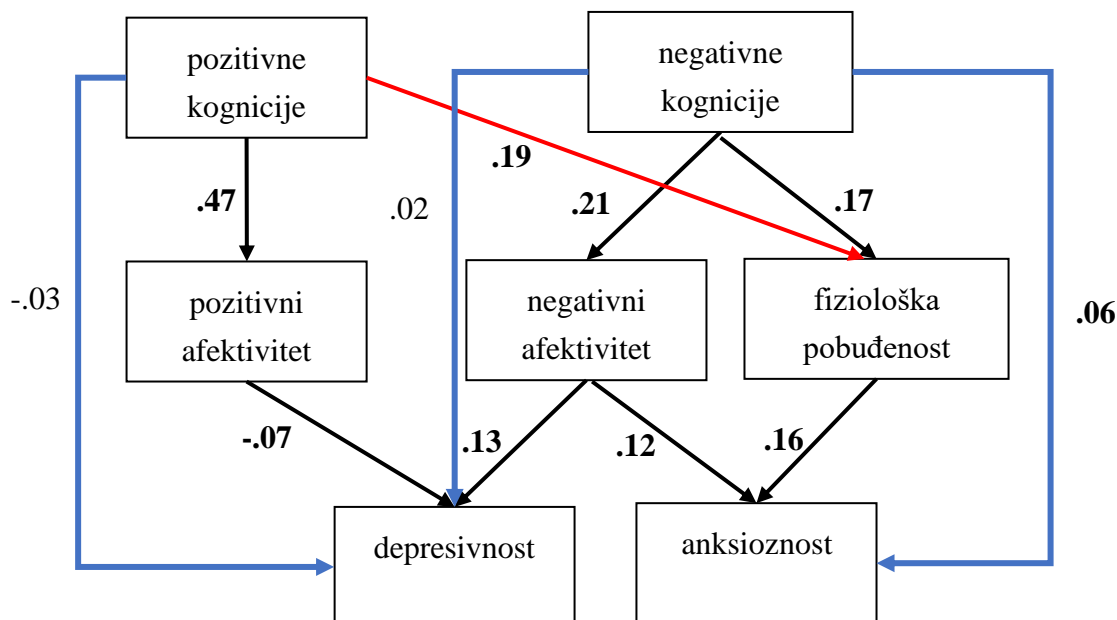 pozitivne
kognicije
negativne
kognicije
.19
.47
.02
.21
.17
-.03
pozitivni
afektivitet
negativni
afektivitet
fiziološka
pobuđenost
.06
-.07
.13
.12
.16
depresivnost
anksioznost